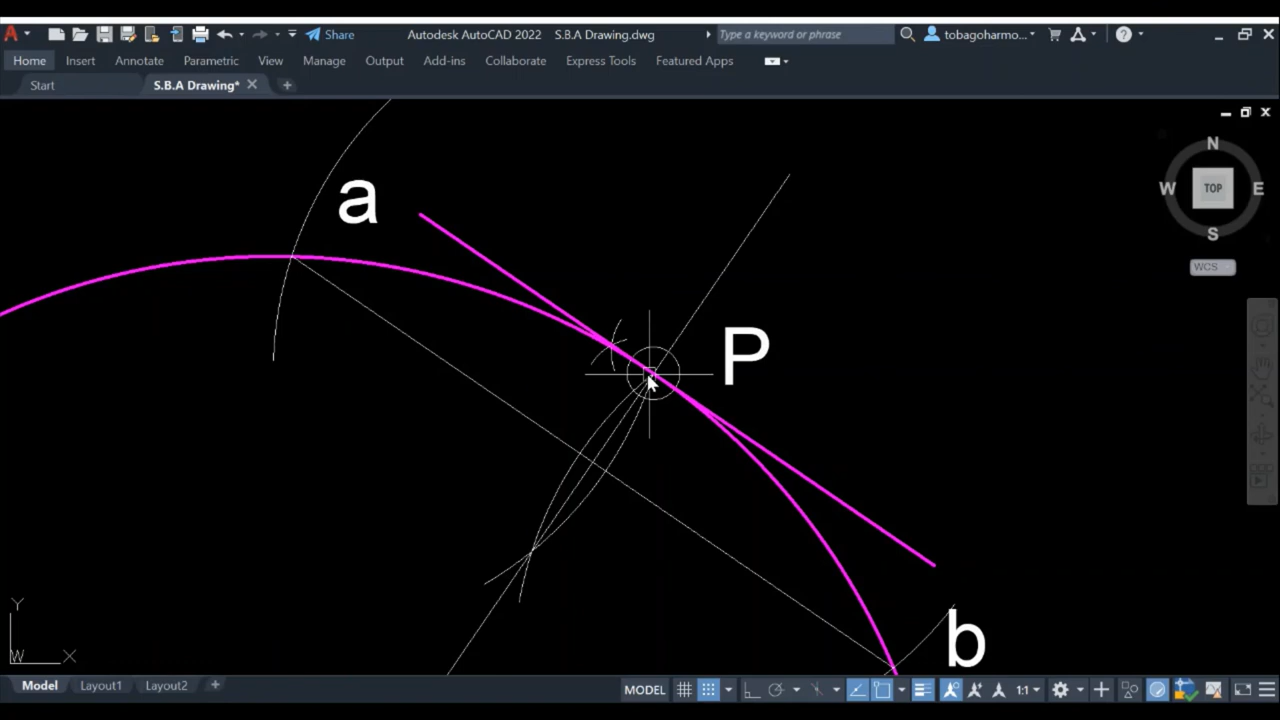 Share
Autodesk AutoCAD 2022 S.B.A Drawing.dwg
Type a keyword or phrase
tobagoharmo...
Home Insert Annotate Parametric View Manage Output Add-ins Collaborate Express Tools Featured Apps
Start S.B.A Drawing*
N
W TOP E
S
WCS
a
P
b
Y
W X
Model Layout1 Layout2
MODEL 1:1